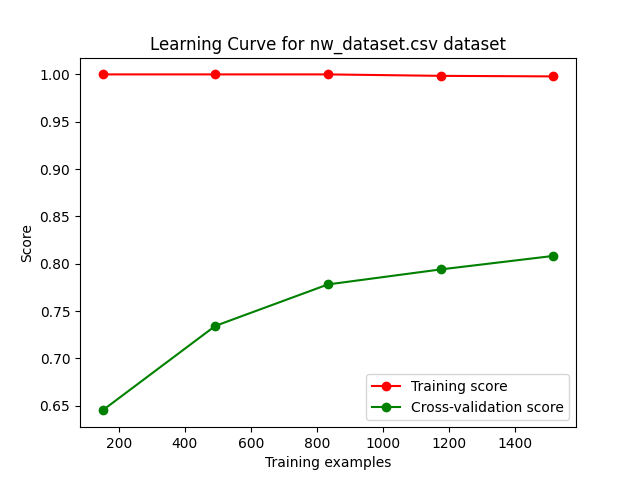 Learning Curve for nw_dataset.csv dataset
1.00
0.95
0.90
0.85
0.80
0.75
0.70
0.65
Score
Training score
Cross-validation score
200 400 600 800 1000 1200 1400
Training examples